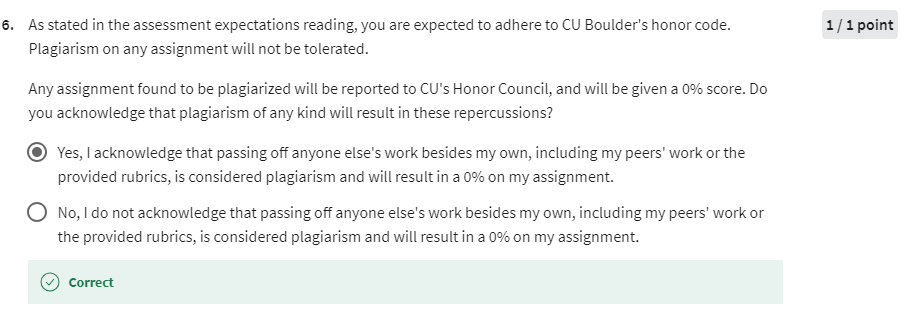 6. As stated in the assessment expectations reading, you are expected to adhere to CU Boulder's honor code. 1 / 1 point
Plagiarism on any assignment will not be tolerated.
Any assignment found to be plagiarized will be reported to CU's Honor Council, and will be given a 0% score. Do
you acknowledge that plagiarism of any kind will result in these repercussions?
Yes, I acknowledge that passing off anyone else's work besides my own, including my peers' work or the
provided rubrics, is considered plagiarism and will result in a 0% on my assignment.
No, I do not acknowledge that passing off anyone else's work besides my own, including my peers' work or
the provided rubrics, is considered plagiarism and will result in a 0% on my assignment.
Correct